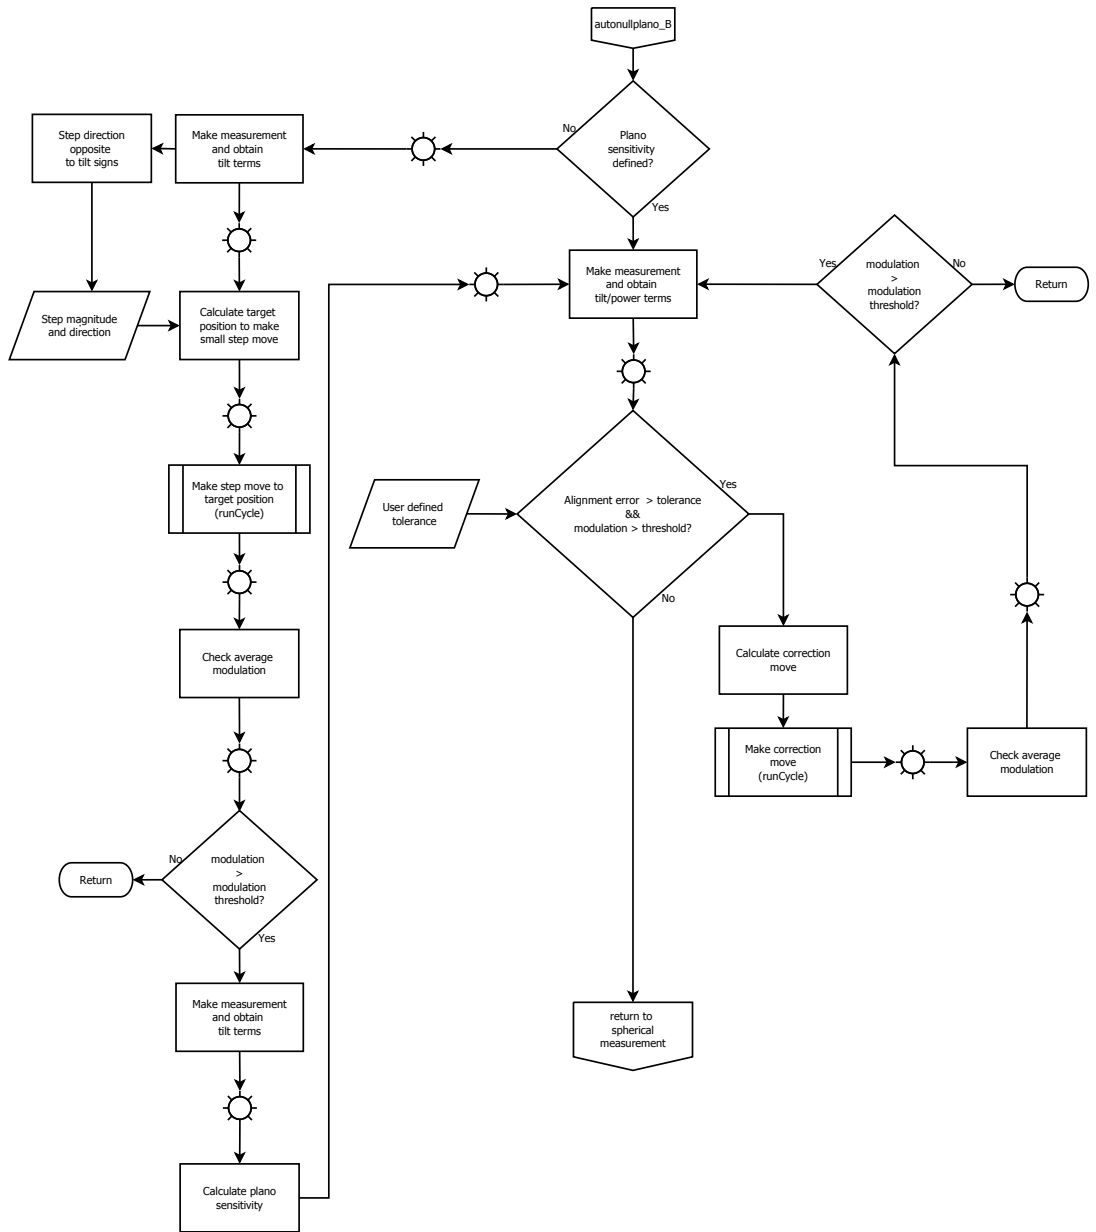 autonullplano_B
No
Plano
sensitivity
defined?
Yes
Step direction
opposite
to tilt signs
Make measurement
and obtain
tilt terms
Step magnitude
and direction
Calculate target
position to make
small step move
Make step move to
target position
(runCycle)
Check average
modulation
No
modulation
>
modulation
threshold?
Yes
Return
Make measurement
and obtain
tilt terms
Calculate plano
sensitivity
Make measurement
and obtain
tilt/power terms
User defined
tolerance
Alignment error > tolerance
&&
modulation > threshold?
Yes
No
Calculate correction
move
Make correction
move
(runCycle)
Check average
modulation
Yes
modulation
>
modulation
threshold?
No
Return
return to
spherical
measurement